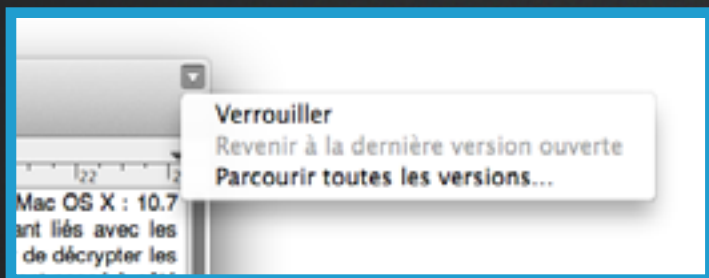 Verrouiller
Revenir à la dernière version ouverte
Parcourir toutes les versions...
22
Mac OS X : 10.7
ant liés avec les
de décrypter les